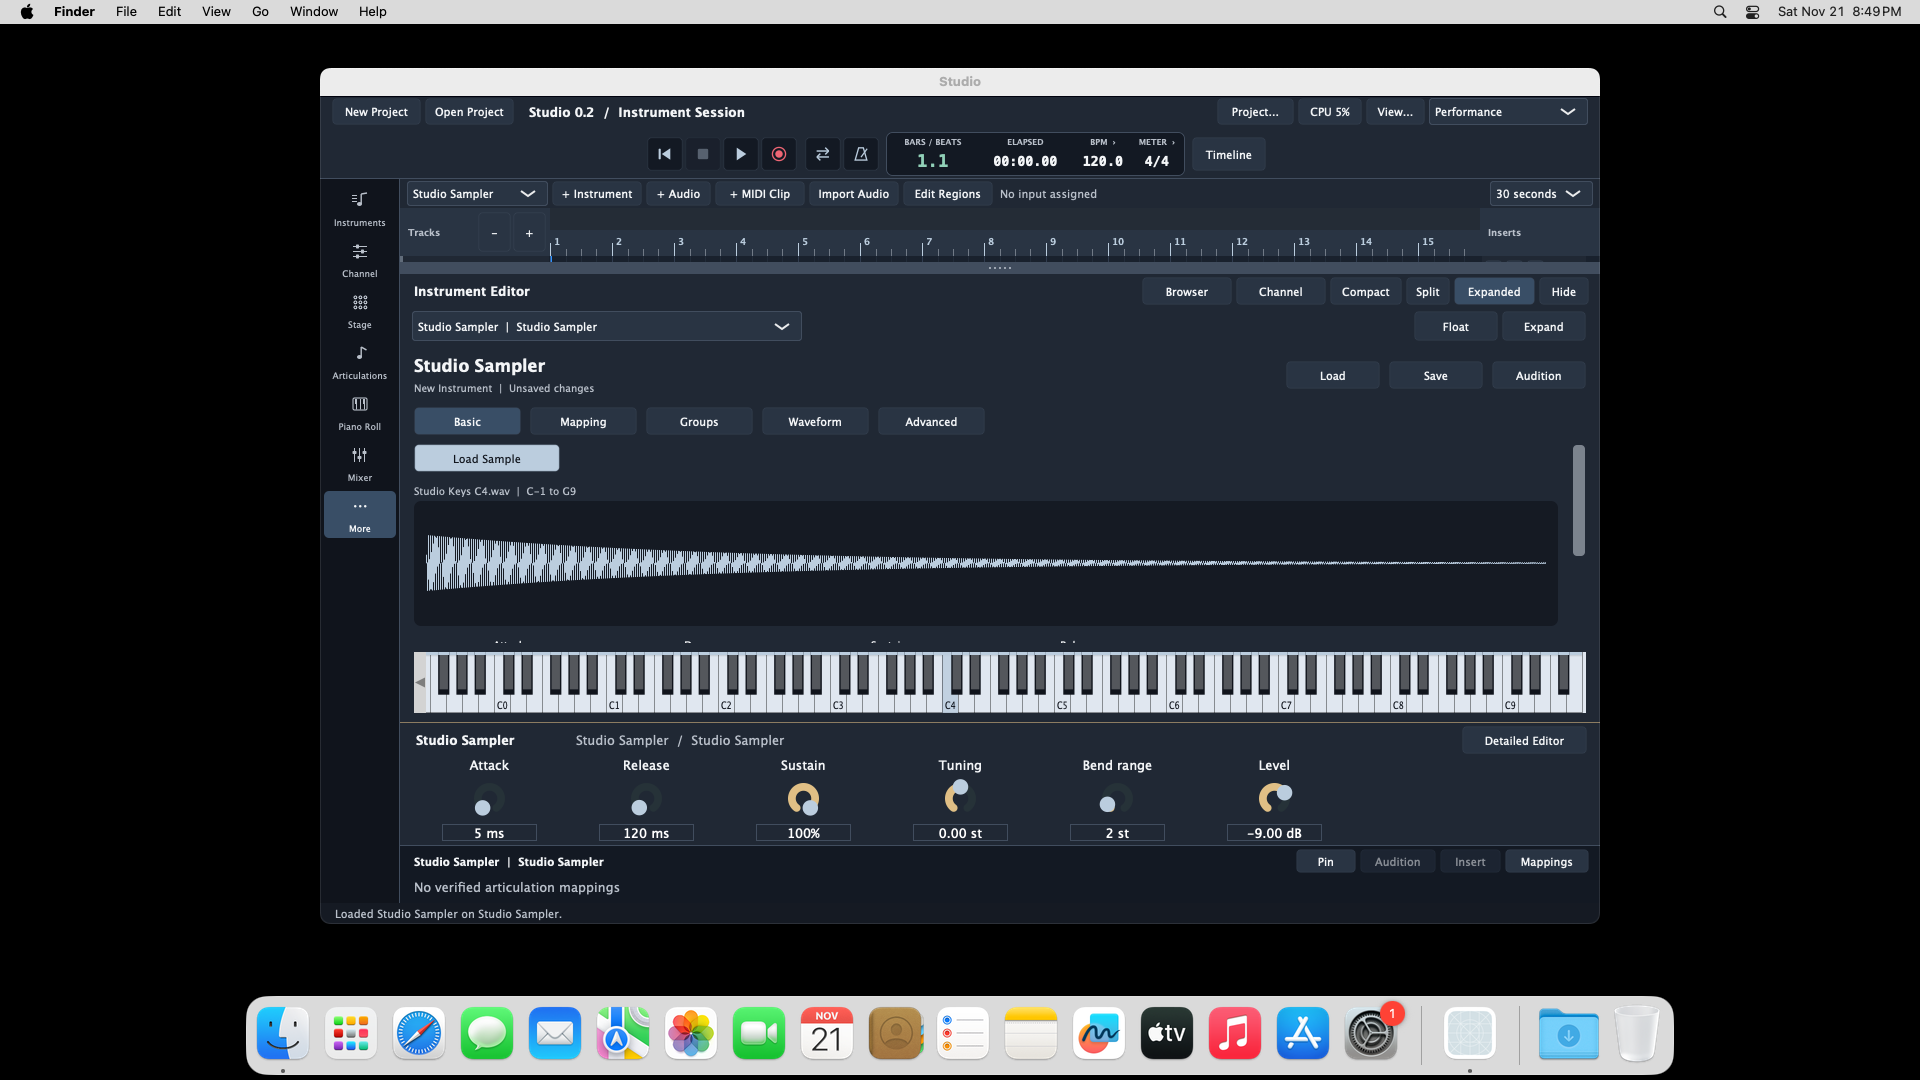 Finder File Edit View Go Window Help Sat Nov 21 8:49 PM
Studio
New Project Open Project Studio 0.2 / Instrument Session Project... CPU 5% View... Performance
BARS / BEATS ELAPSED BPM › METER ›
1.1 00:00.00 120.0 4/4 Timeline
Studio Sampler + Instrument + Audio + MIDI Clip Import Audio Edit Regions No input assigned 30 seconds
Instruments
Tracks - + Inserts
1 2 3 4 5 6 7 8 9 10 11 12 13 14 15
Channel
Instrument Editor Browser Channel Compact Split Expanded Hide
Stage
Studio Sampler | Studio Sampler Float Expand
Studio Sampler
New Instrument | Unsaved changes Load Save Audition
Articulations
Basic Mapping Groups Waveform Advanced
Piano Roll
Load Sample
Mixer
Studio Keys C4.wav | C-1 to G9
More
C0 C1 C2 C3 C4 C5 C6 C7 C8 C9
Studio Sampler Studio Sampler / Studio Sampler Detailed Editor
Attack Release Sustain Tuning Bend range Level
5 ms 120 ms 100% 0.00 st 2 st -9.00 dB
Studio Sampler | Studio Sampler Pin Audition Insert Mappings
No verified articulation mappings
Loaded Studio Sampler on Studio Sampler.
NOV
21
tv
1